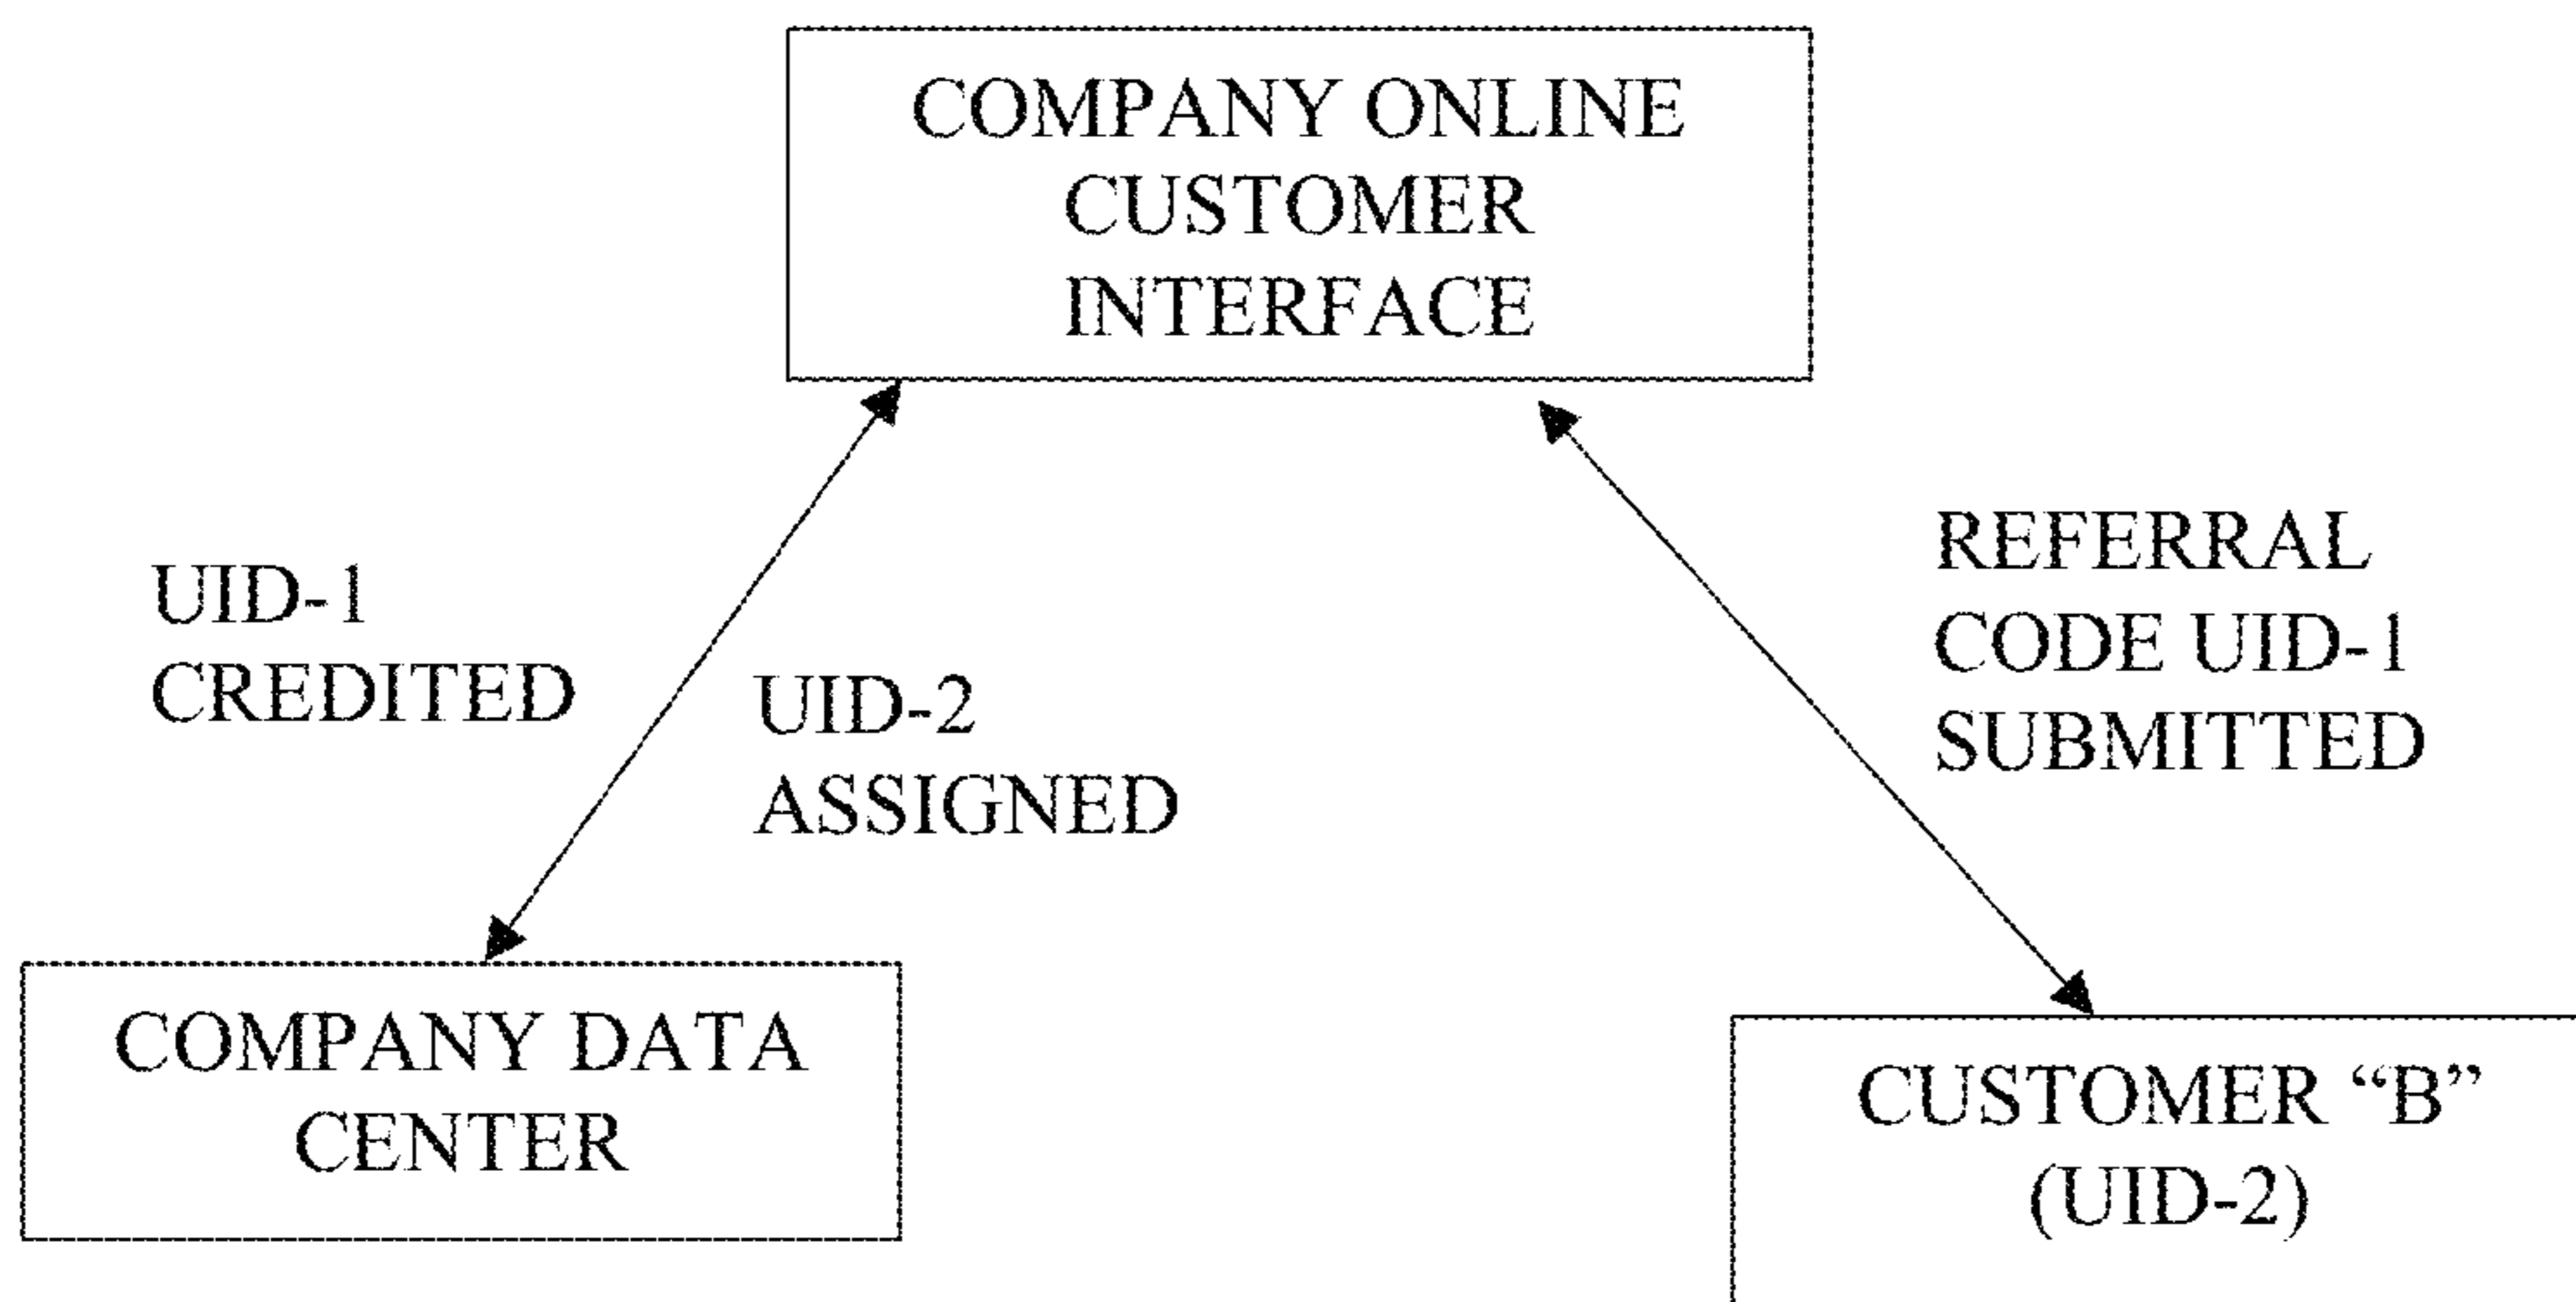 COMPANY ONLINE
CUSTOMER
INTERFACE
UID-1
CREDITED
UID-2
ASSIGNED
REFERRAL
CODE UID-1
SUBMITTED
COMPANY DATA
CENTER
CUSTOMER “B”
(UID-2)